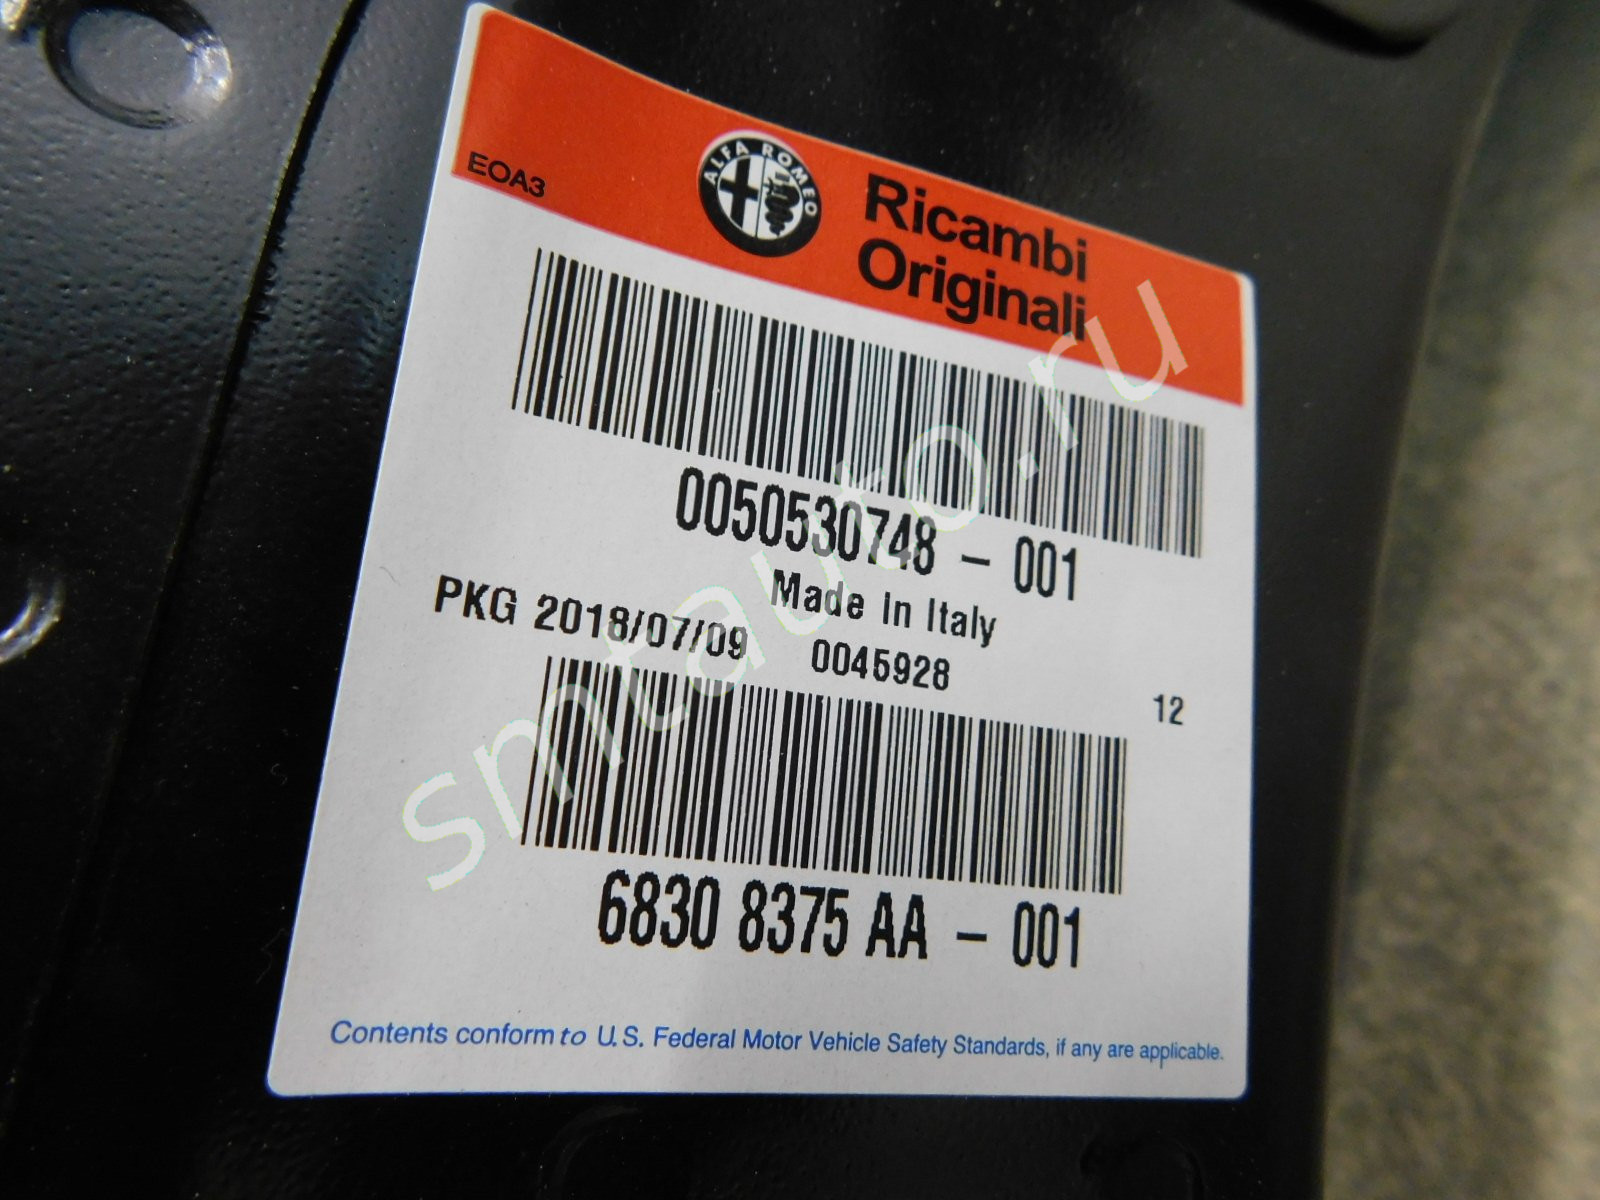 EOA3
ALFA ROMEO
Ricambi
Originali
0050530748 - 001
Made In Italy
PKG 2018/07/09 0045928
12
6830 8375 AA - 001
Contents conform to U.S. Federal Motor Vehicle Safety Standards, if any are applicable.
smtauto.ru